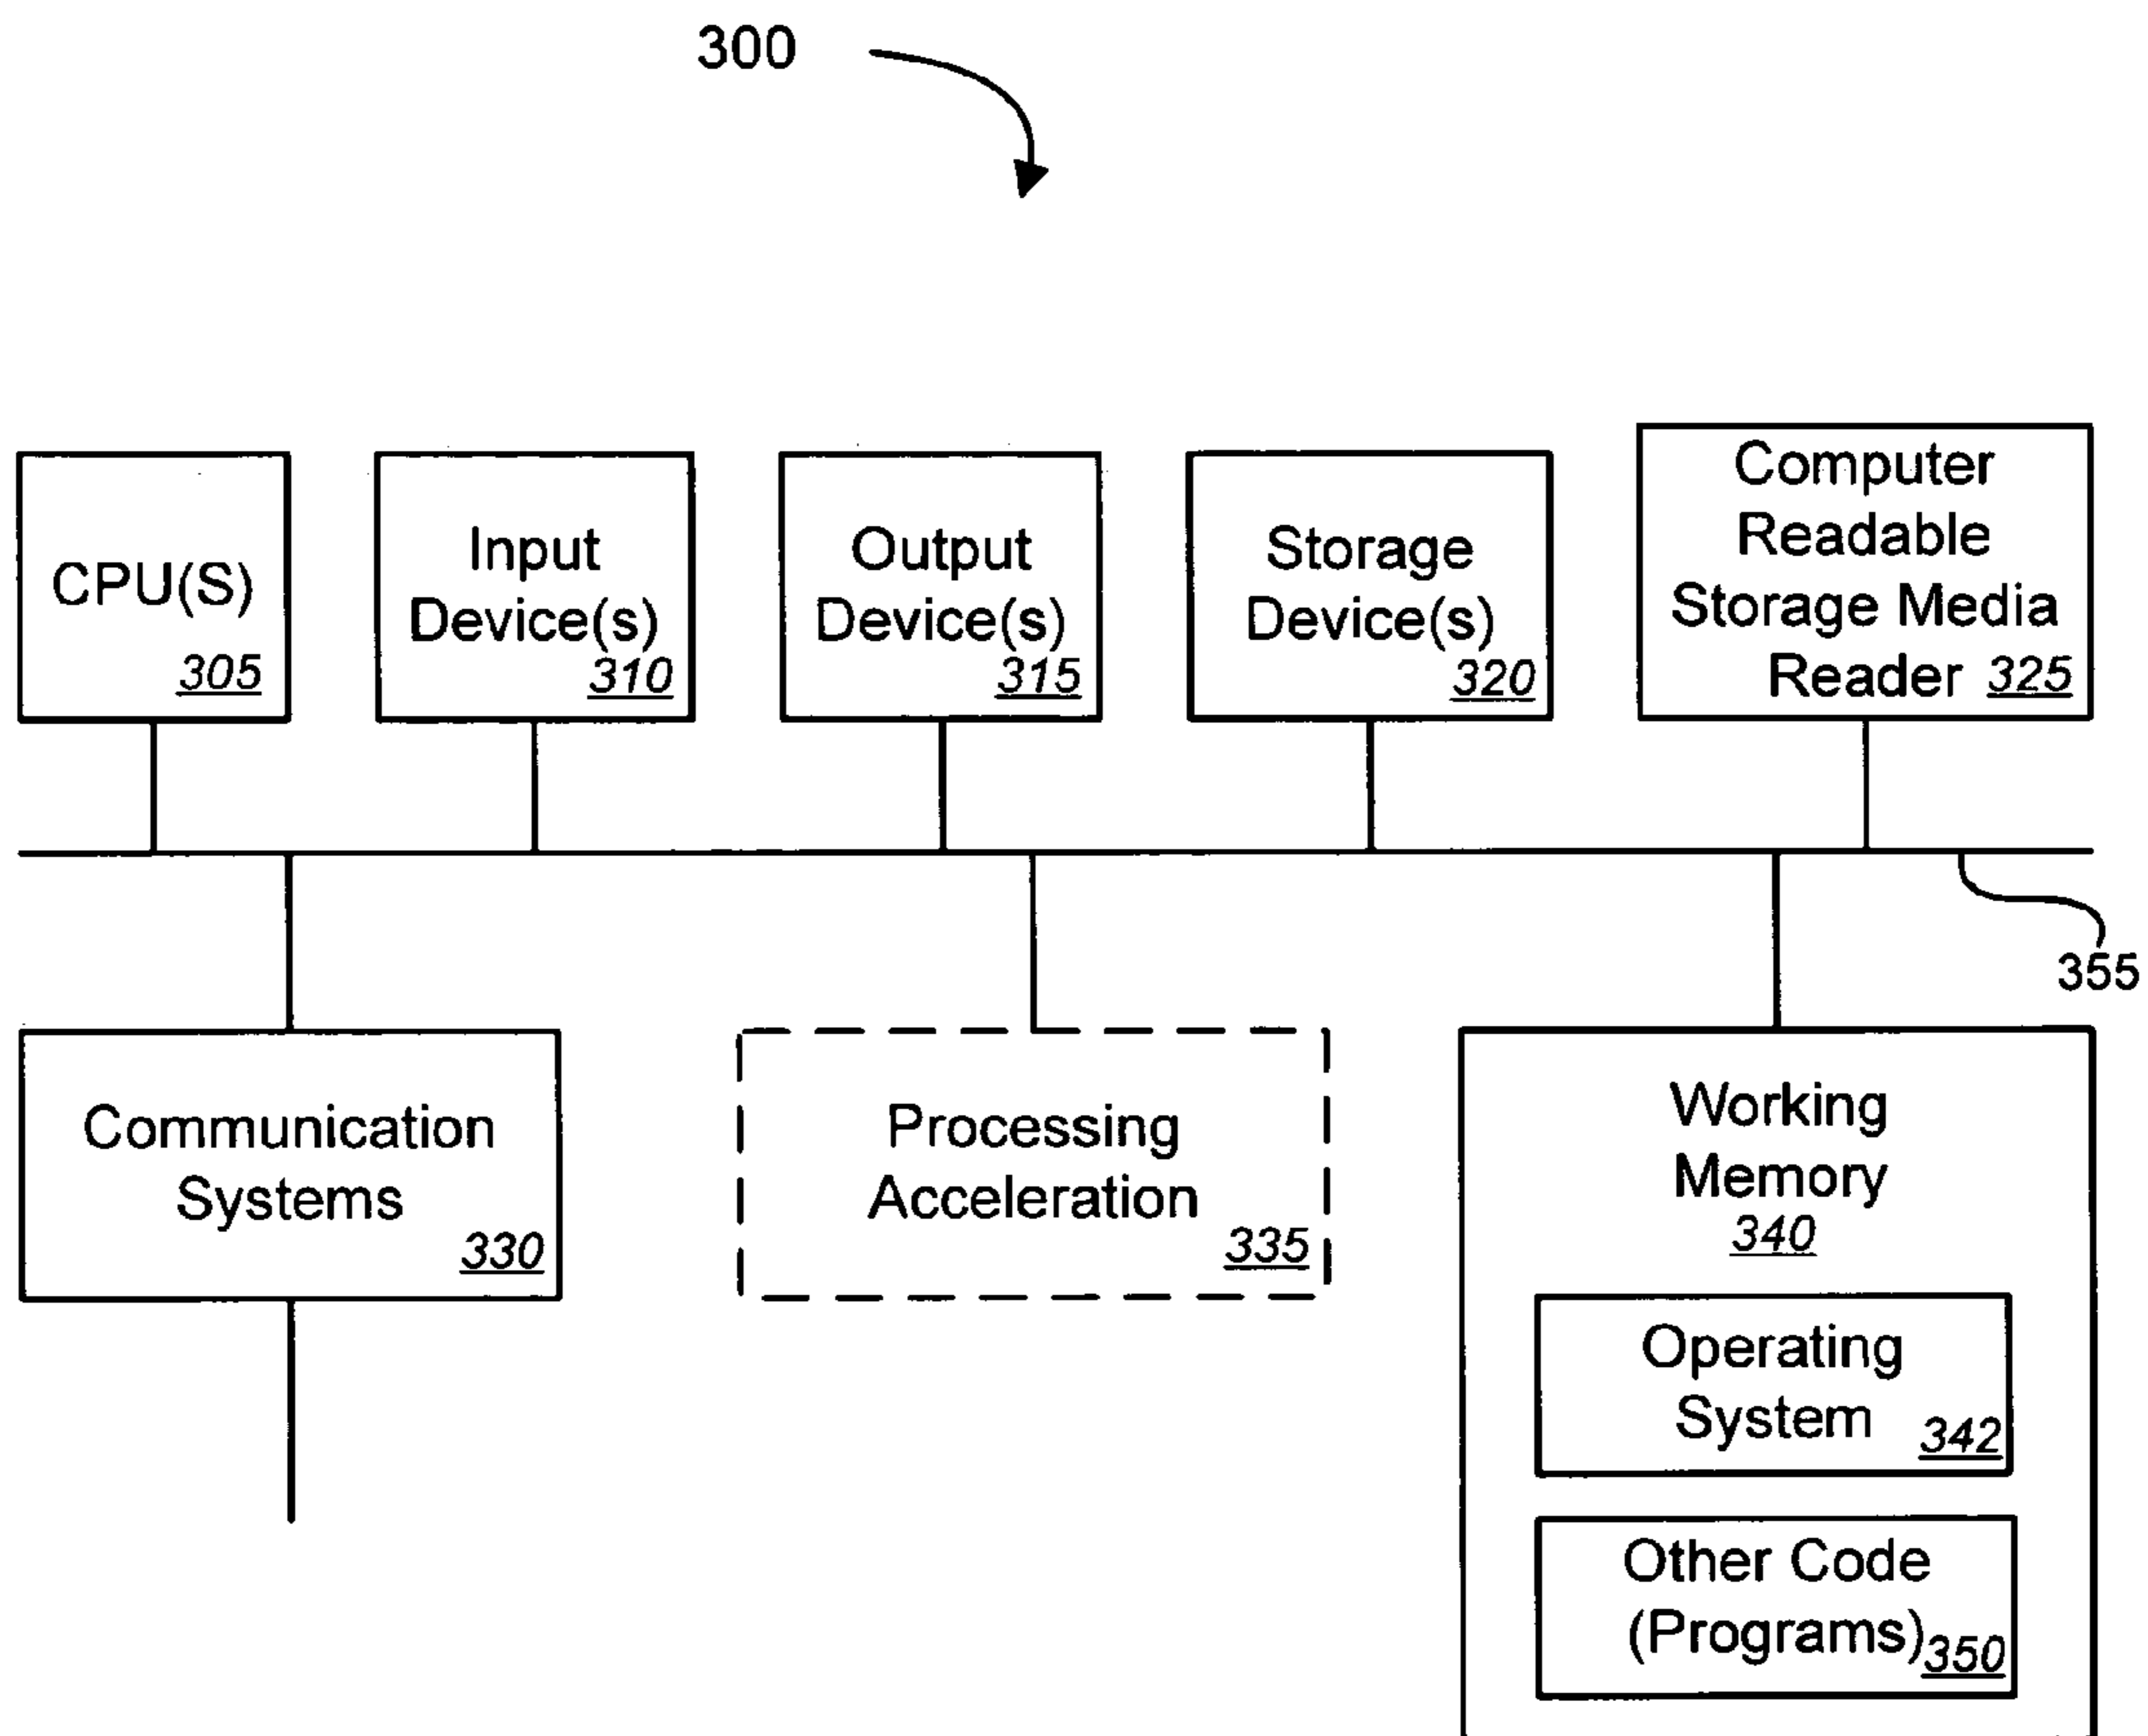 300
CPU(S)
305
Input
Device(s)
310
Output
Device(s)
315
Storage
Device(s)
320
Computer
Readable
Storage Media
Reader 325
355
Communication
Systems
330
Processing
Acceleration
335
Working
Memory
340
Operating
System
342
Other Code
(Programs)
350